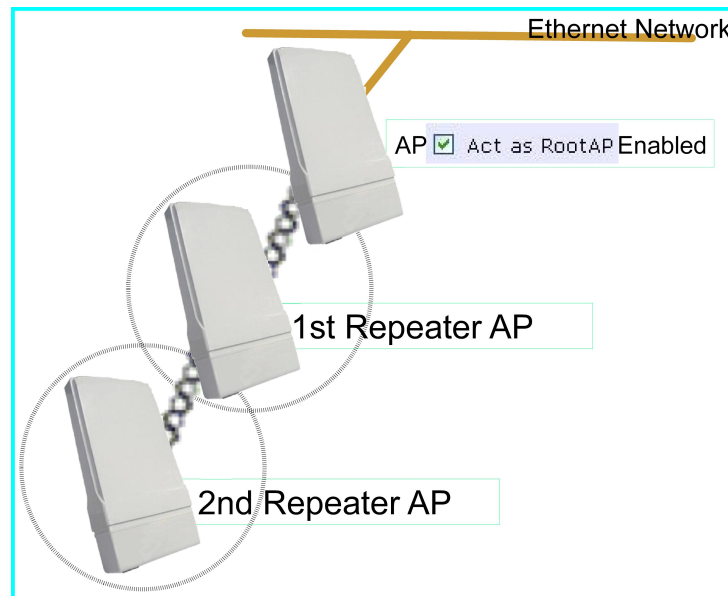 Ethernet Network
AP Act as RootAP Enabled
1st Repeater AP
2nd Repeater AP